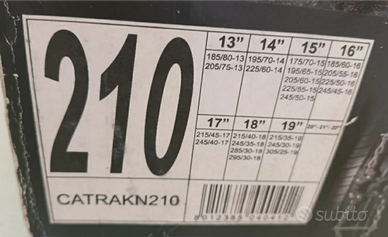 210
13" 14" 15" 16"
185/80-13 195/70-14 175/70-15 185/60-16
205/75-13 225/60-14 195/65-15 205/55-16
205/60-15 225/50-16
225/55-15 245/45-16
245/50-15
17" 18" 19"
215/45-17 215/40-18 215/35-19
245/40-17 245/35-18 245/30-19
285/30-18 305/25-19
295/30-18
CATRAKN210
subito